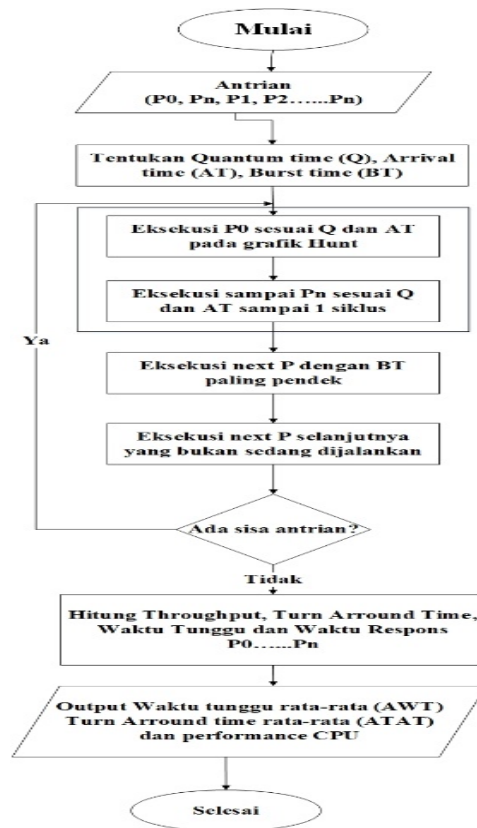 Mulai
Antrian
(P0, Pn, P1, P2…...Pn)
Tentukan Quantum time (Q), Arrival
time (AT), Burst time (BT)
Eksekusi P0 sesuai Q dan AT
pada grafik Hunt
Eksekusi sampai Pn sesuai Q
dan AT sampai 1 siklus
Ya
Eksekusi next P dengan BT
paling pendek
Eksekusi next P selanjutnya
yang bukan sedang dijalankan
Ada sisa antrian?
Tidak
Hitung Throughput, Turn Arround Time,
Waktu Tunggu dan Waktu Respons
P0…...Pn
Output Waktu tunggu rata-rata (AWT)
Turn Arround time rata-rata (ATAT)
dan performance CPU
Selesai